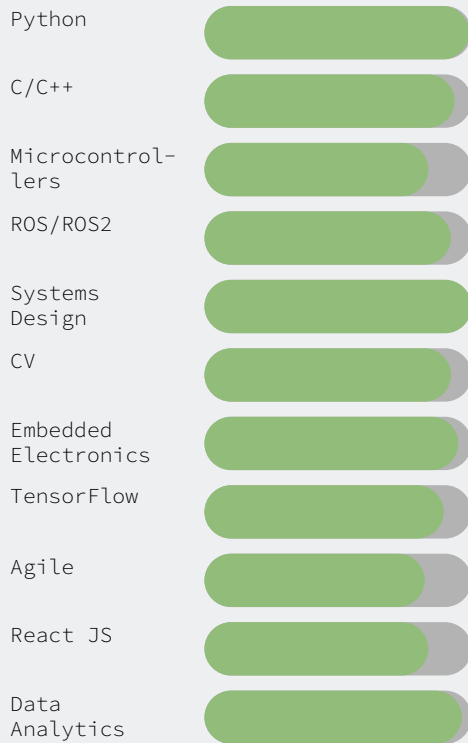 Python
C/C++
Microcontrol-
lers
ROS/ROS2
Systems
Design
CV
Embedded
Electronics
TensorFlow
Agile
React JS
Data
Analytics